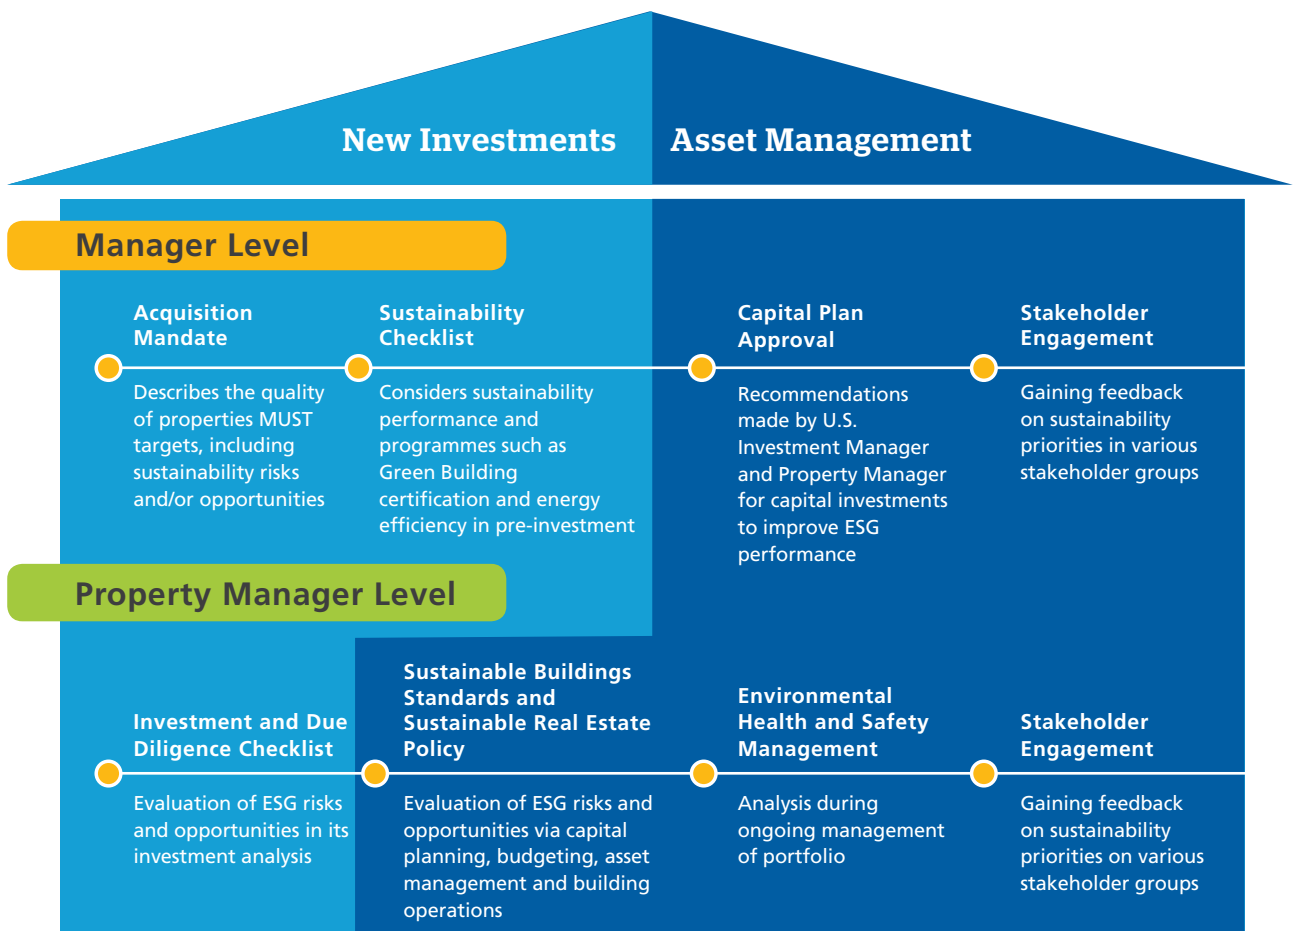 New Investments
Asset Management
Manager Level
Acquisition
Mandate
Describes the quality
of properties MUST
targets, including
sustainability risks
and/or opportunities
Sustainability
Checklist
Considers sustainability
performance and
programmes such as
Green Building
certification and energy
efficiency in pre-investment
Capital Plan
Approval
Recommendations
made by U.S.
Investment Manager
and Property Manager
for capital investments
to improve ESG
performance
Stakeholder
Engagement
Gaining feedback
on sustainability
priorities in various
stakeholder groups
Property Manager Level
Investment and Due
Diligence Checklist
Evaluation of ESG risks
and opportunities in its
investment analysis
Sustainable Buildings
Standards and
Sustainable Real Estate
Policy
Evaluation of ESG risks and
opportunities via capital
planning, budgeting, asset
management and building
operations
Environmental
Health and Safety
Management
Analysis during
ongoing management
of portfolio
Stakeholder
Engagement
Gaining feedback
on sustainability
priorities on various
stakeholder groups